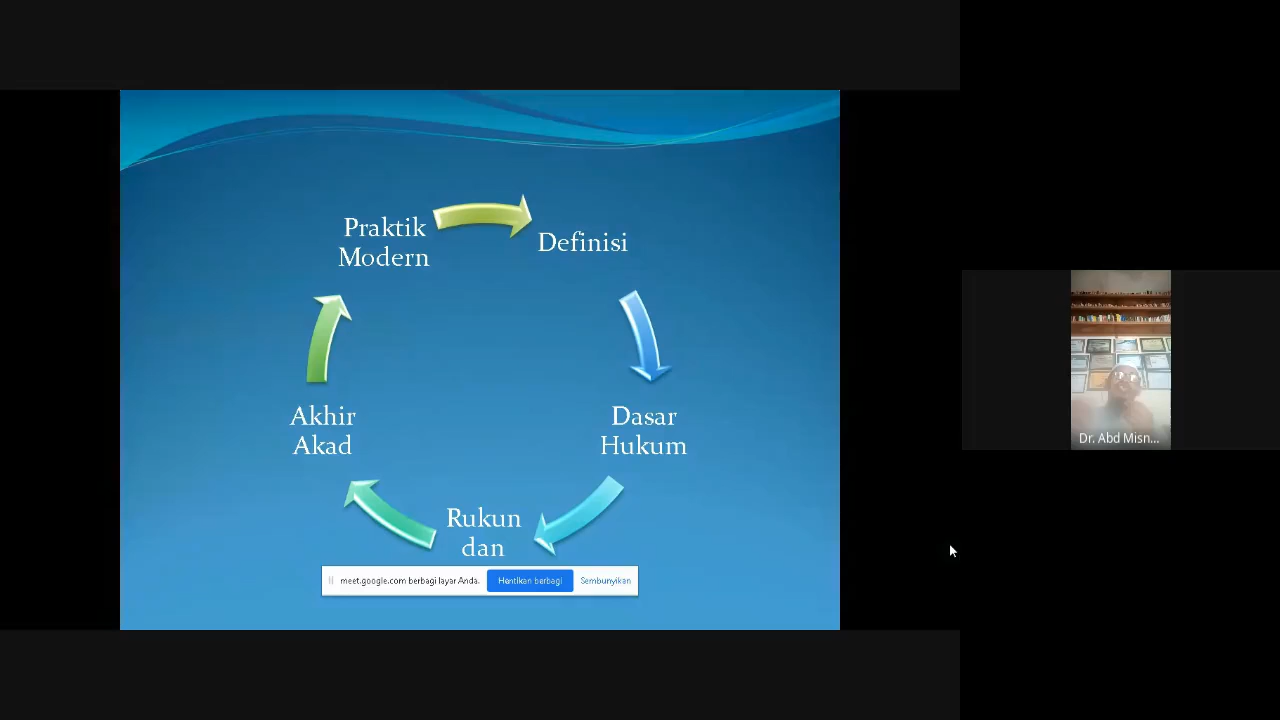 Praktik
Modern
Definisi
Dasar
Hukum
Rukun
dan
Akhir
Akad
meet.google.com berbagi layar Anda.
Hentikan berbagi
Sembunyikan
Dr. Abd Misn...